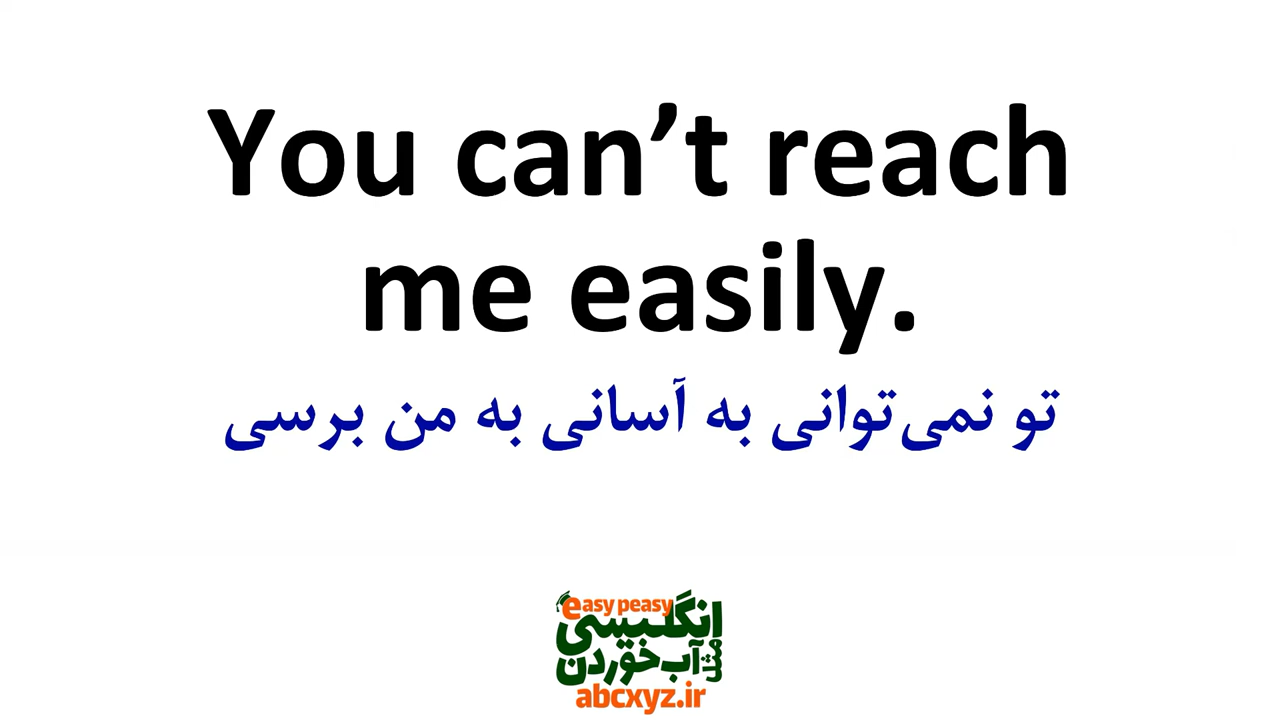 You can’t reach
me easily.
تو نمی‌توانی به آسانی به من برسی
easy peasy
انگلیسی
مثل آب خوردن
abcxyz.ir